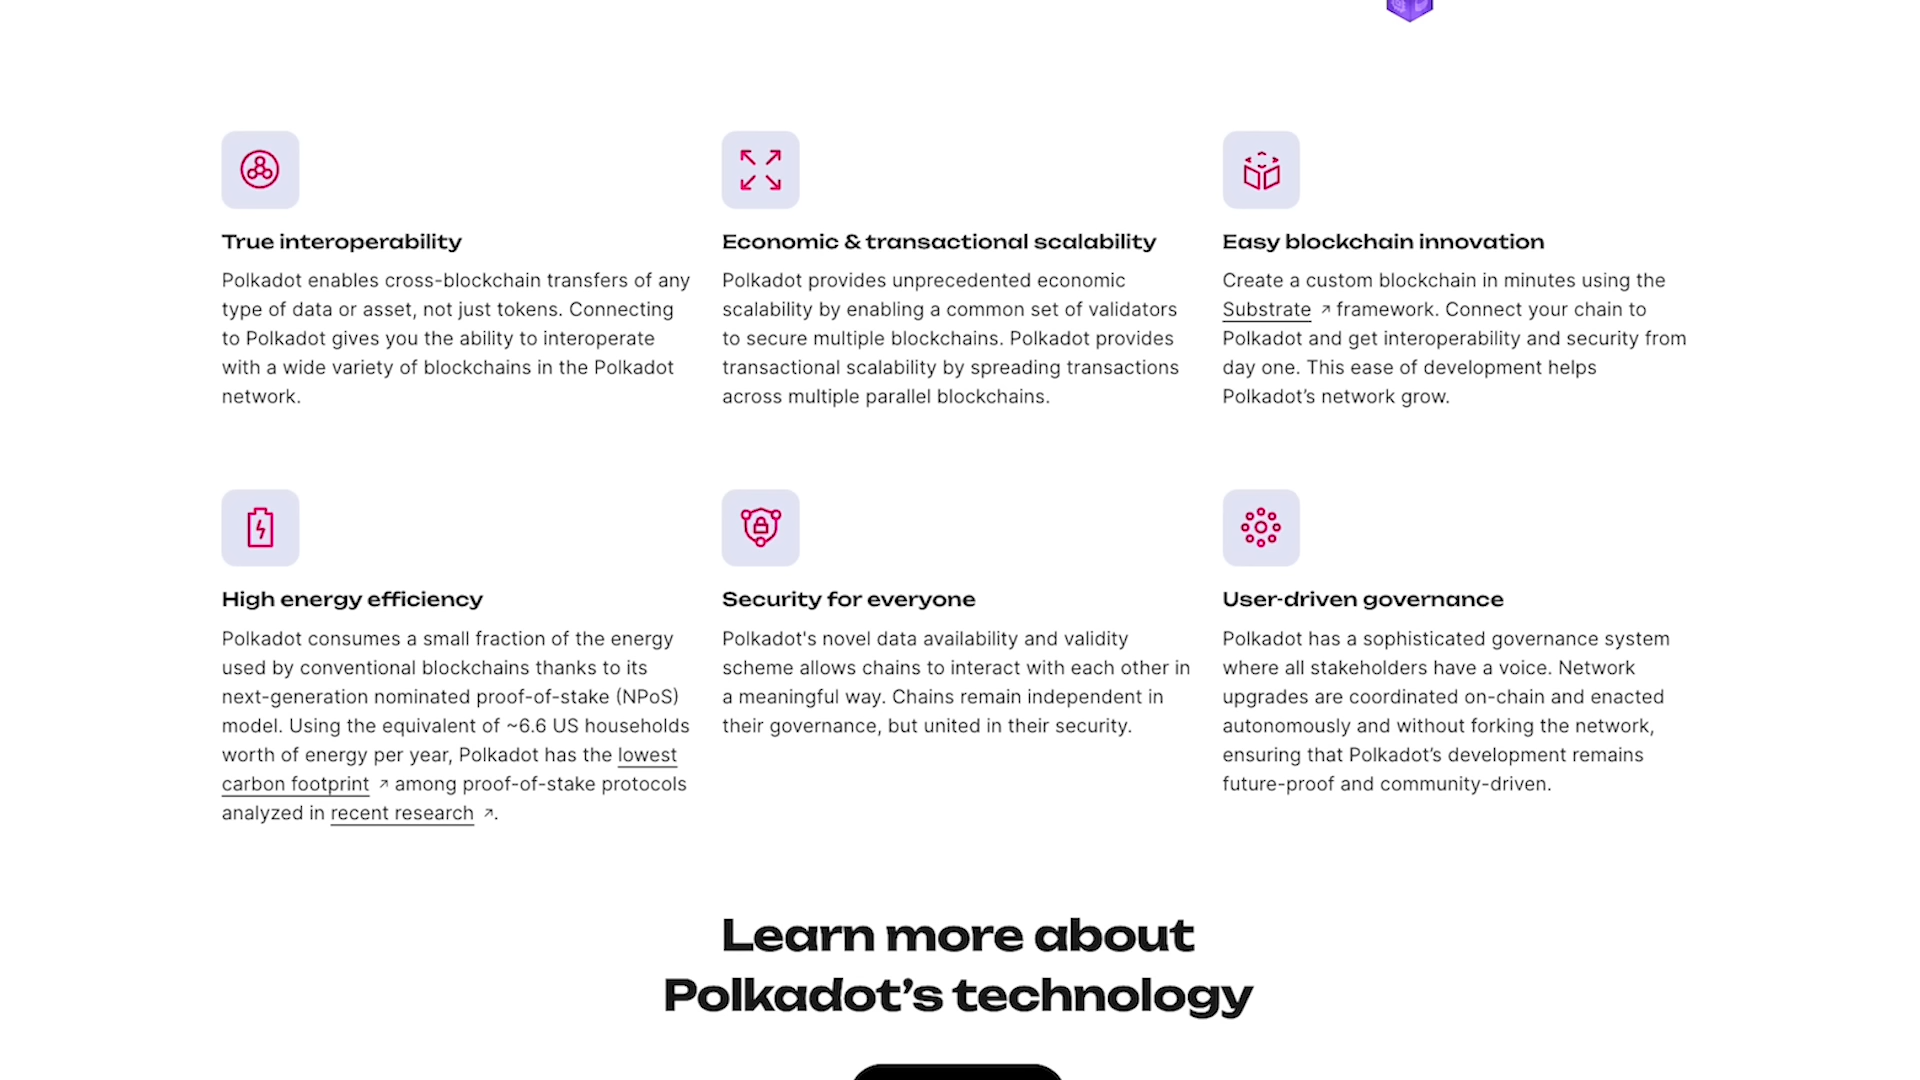 True interoperability
Polkadot enables cross-blockchain transfers of any
type of data or asset, not just tokens. Connecting
to Polkadot gives you the ability to interoperate
with a wide variety of blockchains in the Polkadot
network.
Economic & transactional scalability
Polkadot provides unprecedented economic
scalability by enabling a common set of validators
to secure multiple blockchains. Polkadot provides
transactional scalability by spreading transactions
across multiple parallel blockchains.
Easy blockchain innovation
Create a custom blockchain in minutes using the
Substrate ↗ framework. Connect your chain to
Polkadot and get interoperability and security from
day one. This ease of development helps
Polkadot’s network grow.
High energy efficiency
Polkadot consumes a small fraction of the energy
used by conventional blockchains thanks to its
next-generation nominated proof-of-stake (NPoS)
model. Using the equivalent of ~6.6 US households
worth of energy per year, Polkadot has the lowest
carbon footprint ↗ among proof-of-stake protocols
analyzed in recent research ↗.
Security for everyone
Polkadot's novel data availability and validity
scheme allows chains to interact with each other in
a meaningful way. Chains remain independent in
their governance, but united in their security.
User-driven governance
Polkadot has a sophisticated governance system
where all stakeholders have a voice. Network
upgrades are coordinated on-chain and enacted
autonomously and without forking the network,
ensuring that Polkadot’s development remains
future-proof and community-driven.
Learn more about
Polkadot’s technology